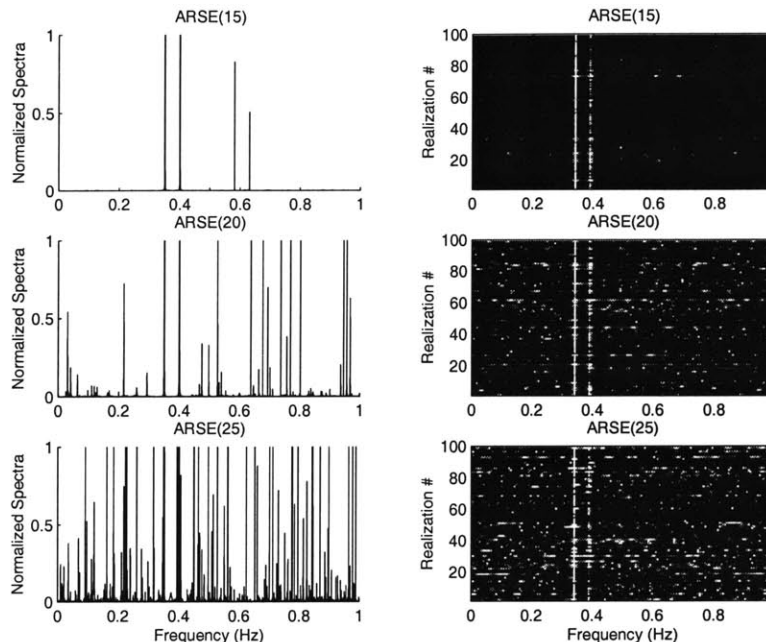 ARSE(15)
Normalized Spectra
1
0.5
0
0 0.2 0.4 0.6 0.8 1
ARSE(15)
Realization #
100
80
60
40
20
0 0.2 0.4 0.6 0.8
ARSE(20)
Normalized Spectra
1
0.5
0
0 0.2 0.4 0.6 0.8 1
ARSE(20)
Realization #
100
80
60
40
20
0 0.2 0.4 0.6 0.8
ARSE(25)
Normalized Spectra
1
0.5
0
0 0.2 0.4 0.6 0.8 1
Frequency (Hz)
ARSE(25)
Realization #
100
80
60
40
20
0 0.2 0.4 0.6 0.8
Frequency (Hz)